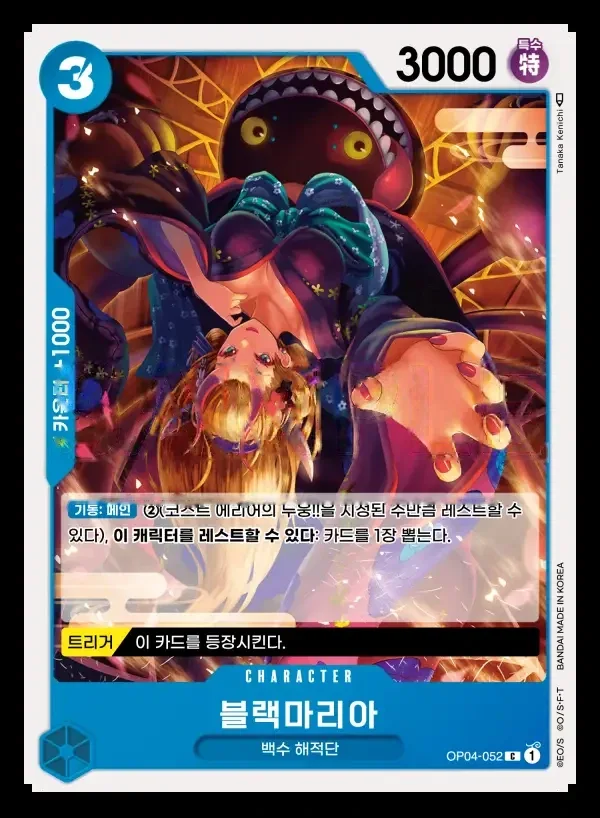 3
3000
특수
特
Tanaka Kenichi
카운터 +1000
기동: 메인 ②(코스트 에리어의 두웅!!을 지정된 수만큼 레스트할 수
있다), 이 캐릭터를 레스트할 수 있다: 카드를 1장 뽑는다.
트리거 이 카드를 등장시킨다.
CHARACTER
블랙마리아
백수 해적단
OP04-052 C 1
©EO/S ©O/S·F·T BANDAI MADE IN KOREA